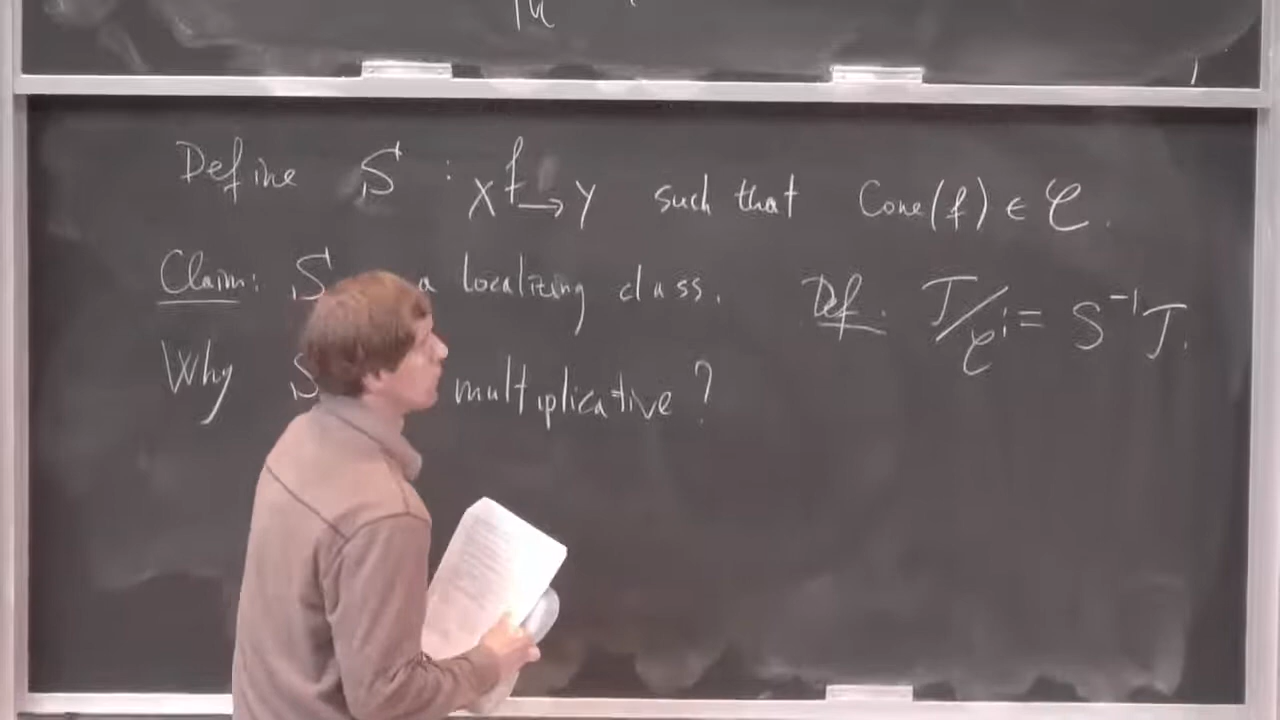 Define S : X f→ Y such that Cone(f) ∈ 𝒞.
Claim: S a localizing class.
Def. T/𝒞 := S⁻¹T.
Why S multiplicative?